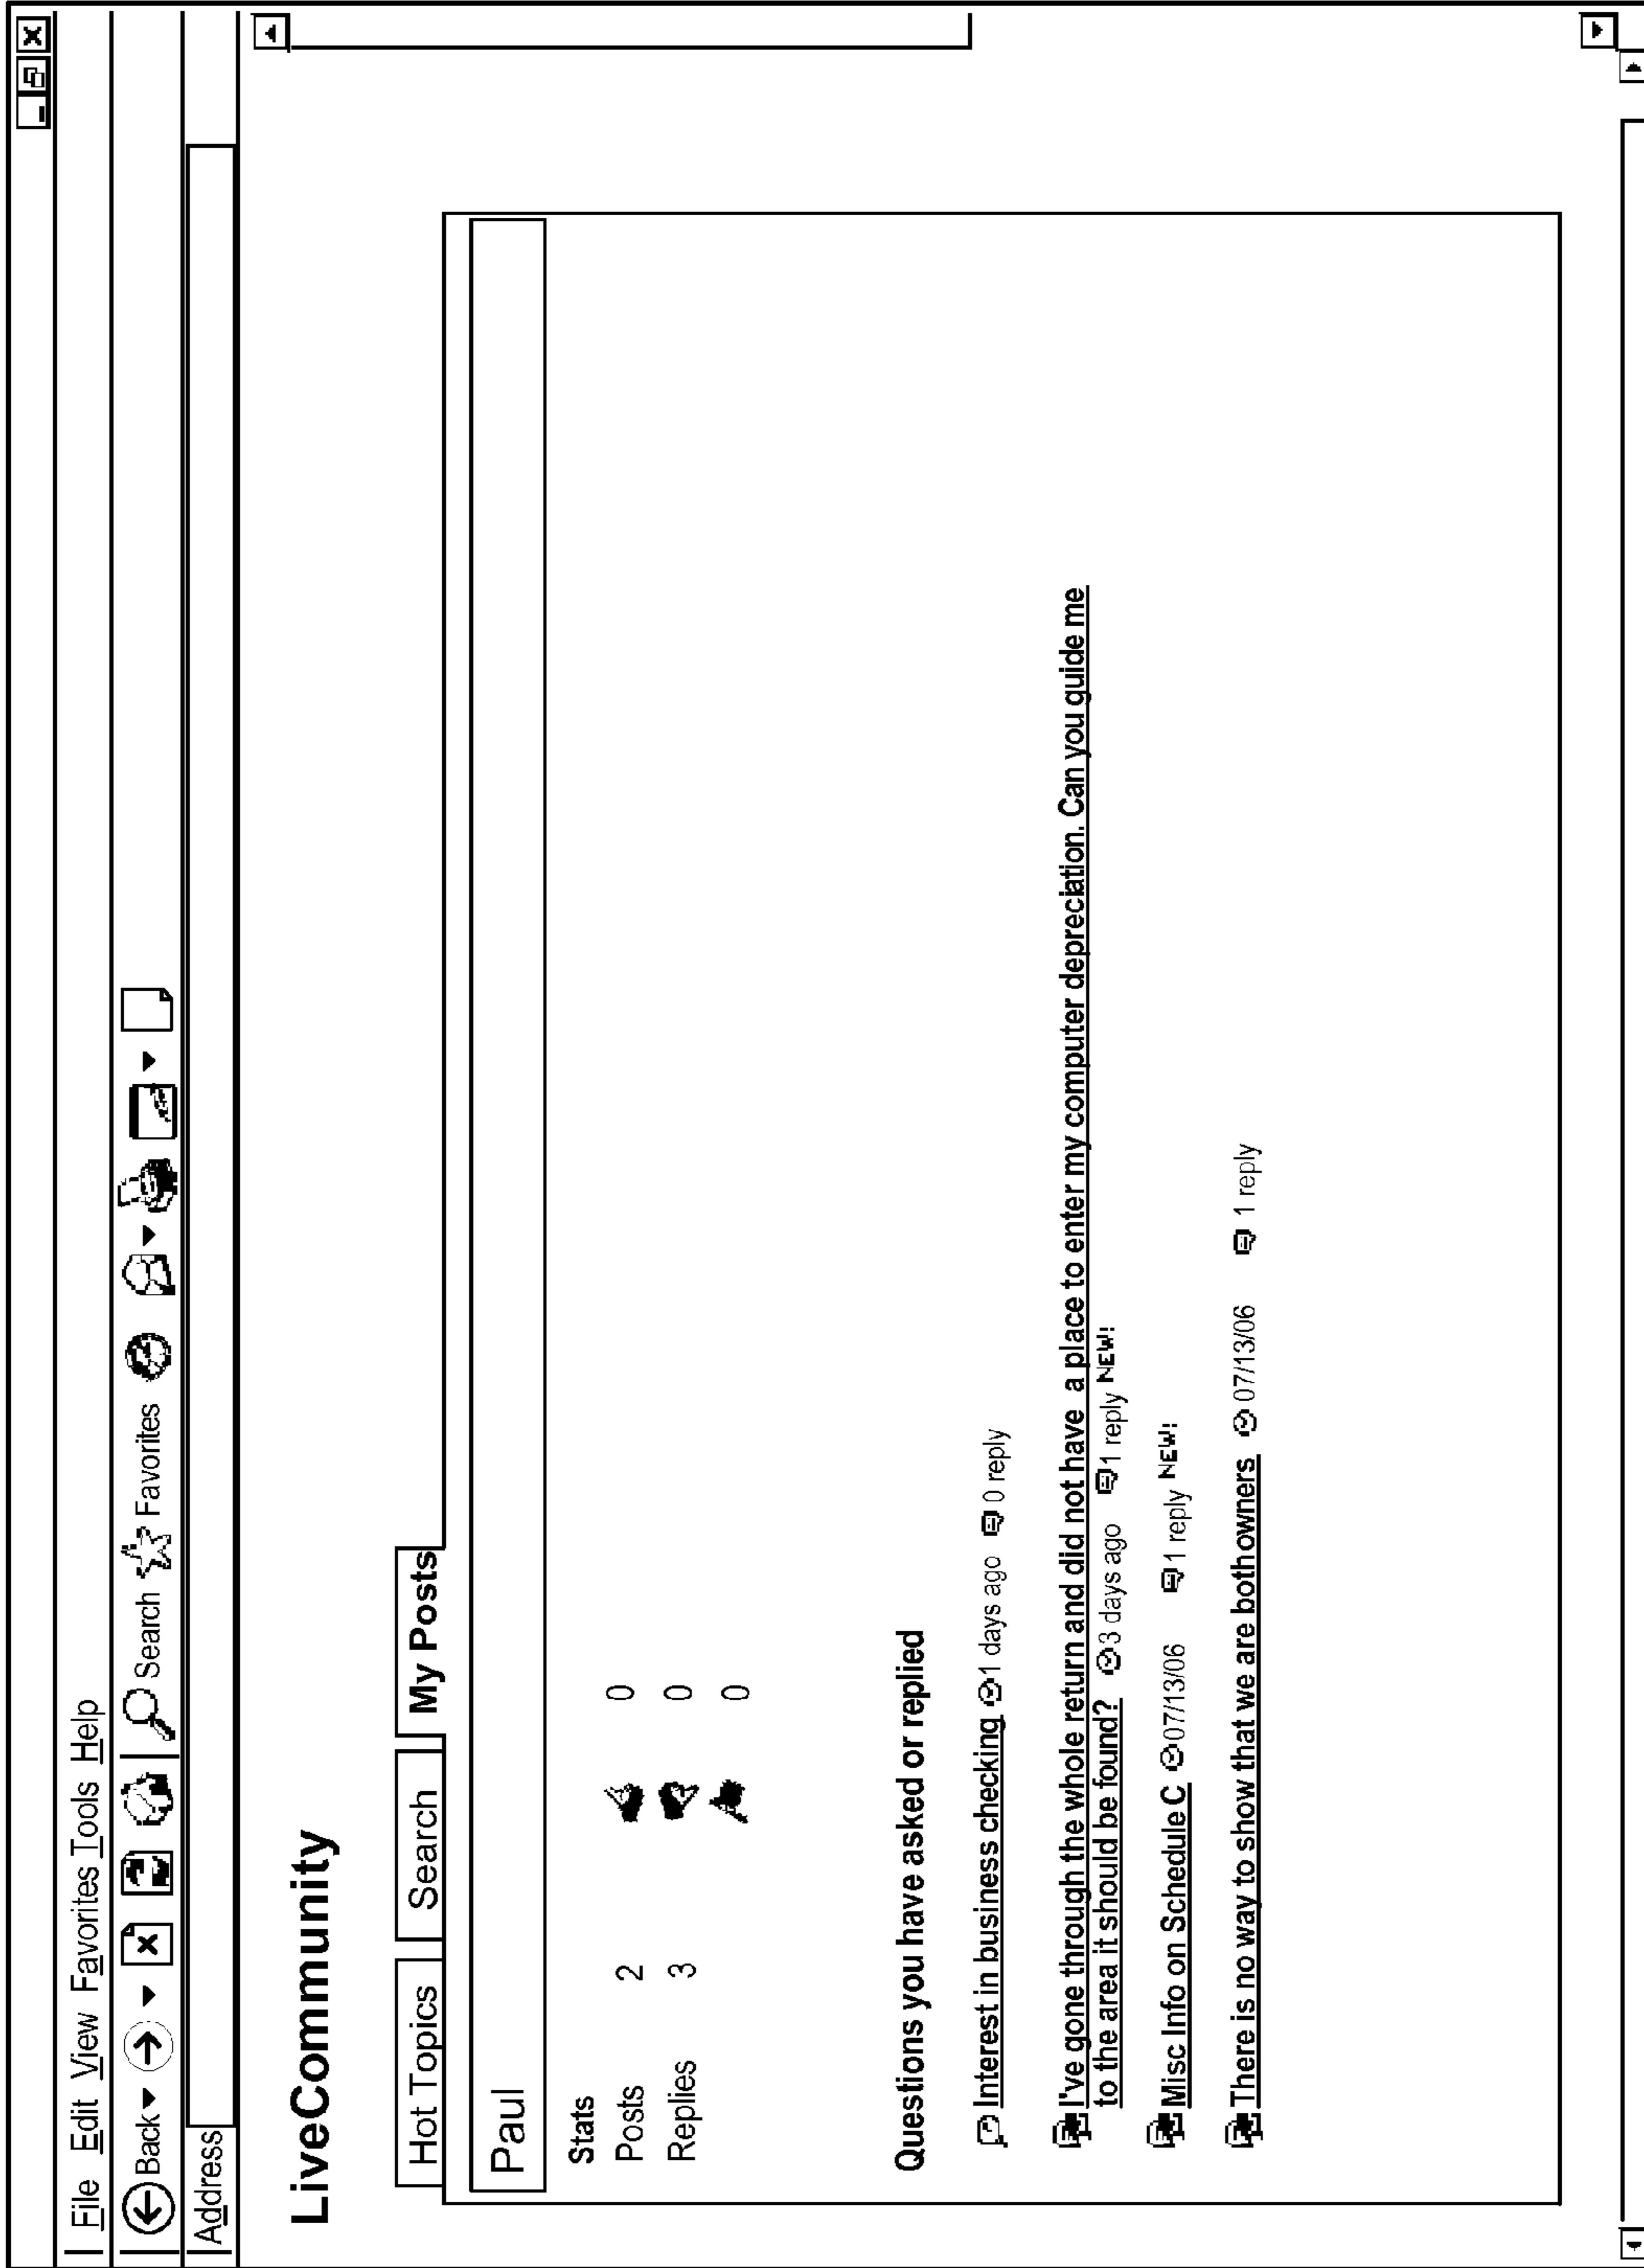 File Edit View Favorites Tools Help
Back Search Favorites
Address
LiveCommunity
Hot Topics Search My Posts
Paul
Stats
Posts 2 0
Replies 3 0
0
Questions you have asked or replied
Interest in business checking 1 days ago 0 reply
I've gone through the whole return and did not have a place to enter my computer depreciation. Can you guide me
to the area it should be found? 3 days ago 1 reply NEW!
Misc Info on Schedule C 07/13/06 1 reply NEW!
There is no way to show that we are bothowners 07/13/06 1 reply